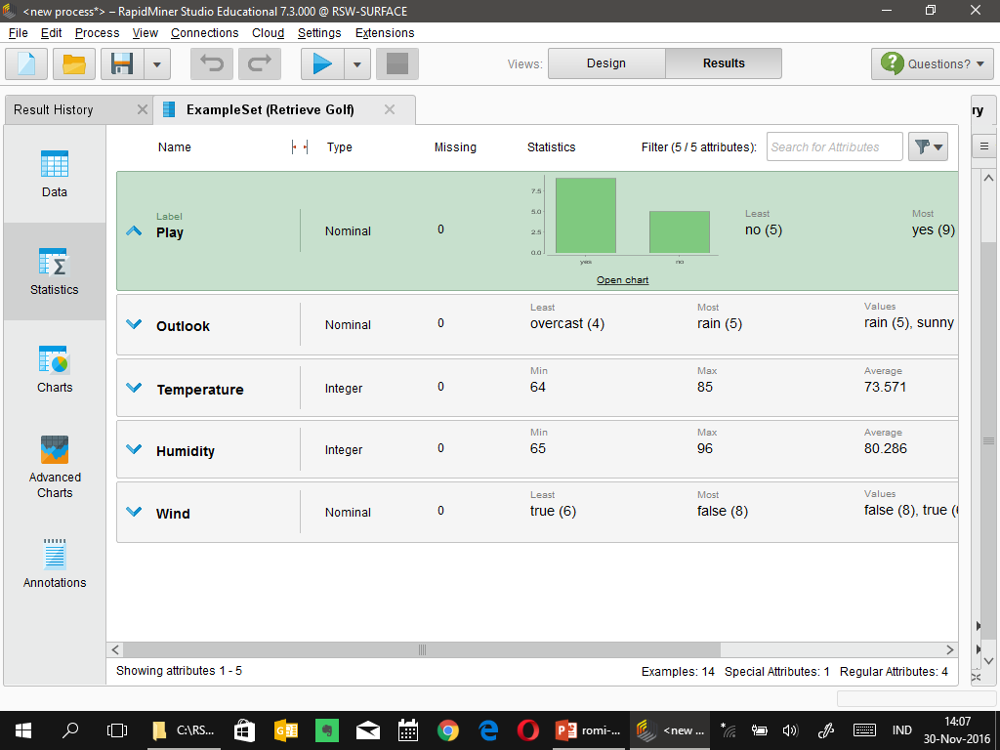 <new process*> – RapidMiner Studio Educational 7.3.000 @ RSW-SURFACE
File Edit Process View Connections Cloud Settings Extensions
Views: Design Results Questions?
Result History ExampleSet (Retrieve Golf) ry
Name Type Missing Statistics Filter (5 / 5 attributes): Search for Attributes
Data
Statistics
Charts
Advanced
Charts
Annotations
Label
Play Nominal 0
7.5
5.0
2.5
0.0
yes no
Open chart
Least Most
no (5) yes (9)
Least Most Values
Outlook Nominal 0 overcast (4) rain (5) rain (5), sunny
Min Max Average
Temperature Integer 0 64 85 73.571
Min Max Average
Humidity Integer 0 65 96 80.286
Least Most Values
Wind Nominal 0 true (6) false (8) false (8), true (
Showing attributes 1 - 5 Examples: 14 Special Attributes: 1 Regular Attributes: 4
C:\RS... romi-... <new ... IND 14:07
30-Nov-2016